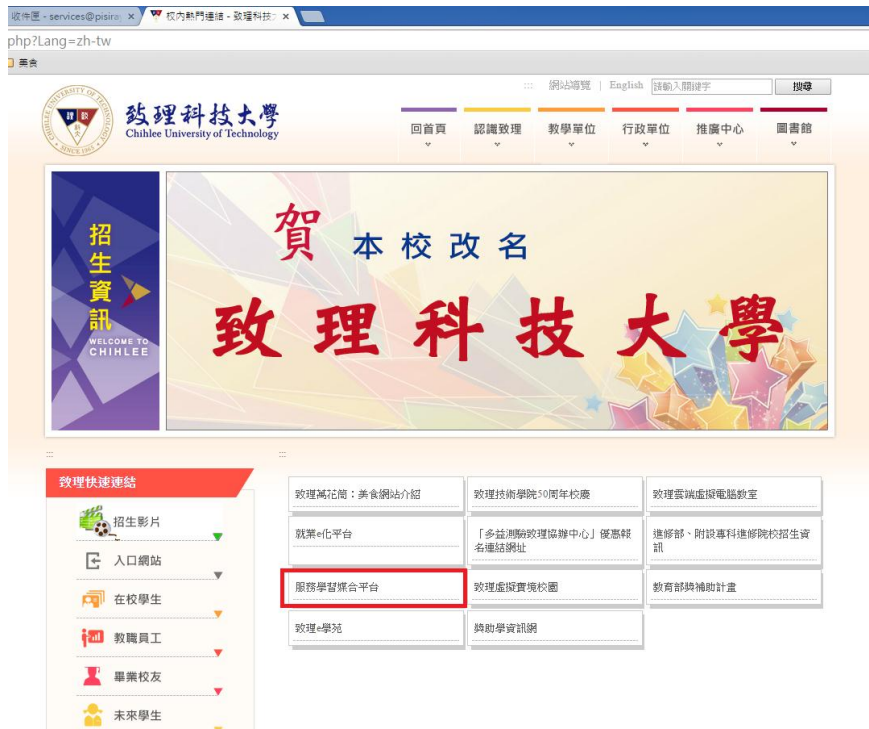 收件匣 - services@pisira
校內熱門連結 - 致理科技
php?Lang=zh-tw
美食
網站導覽 | English 請輸入關鍵字 搜尋
致理科技大學
Chihlee University of Technology
回首頁 認識致理 教學單位 行政單位 推廣中心 圖書館
招生資訊
WELCOME TO
CHIHLEE
賀 本校改名
致理科技大學
致理快速連結
招生影片
入口網站
在校學生
教職員工
畢業校友
未來學生
致理萬花筒：美食網站介紹
致理技術學院50周年校慶
致理雲端虛擬電腦教室
就業e化平台
「多益測驗致理協辦中心」優惠報
名連結網址
進修部、附設專科進修院校招生資
訊
服務學習媒合平台
致理虛擬實境校園
教育部獎補助計畫
致理e學苑
獎助學資訊網